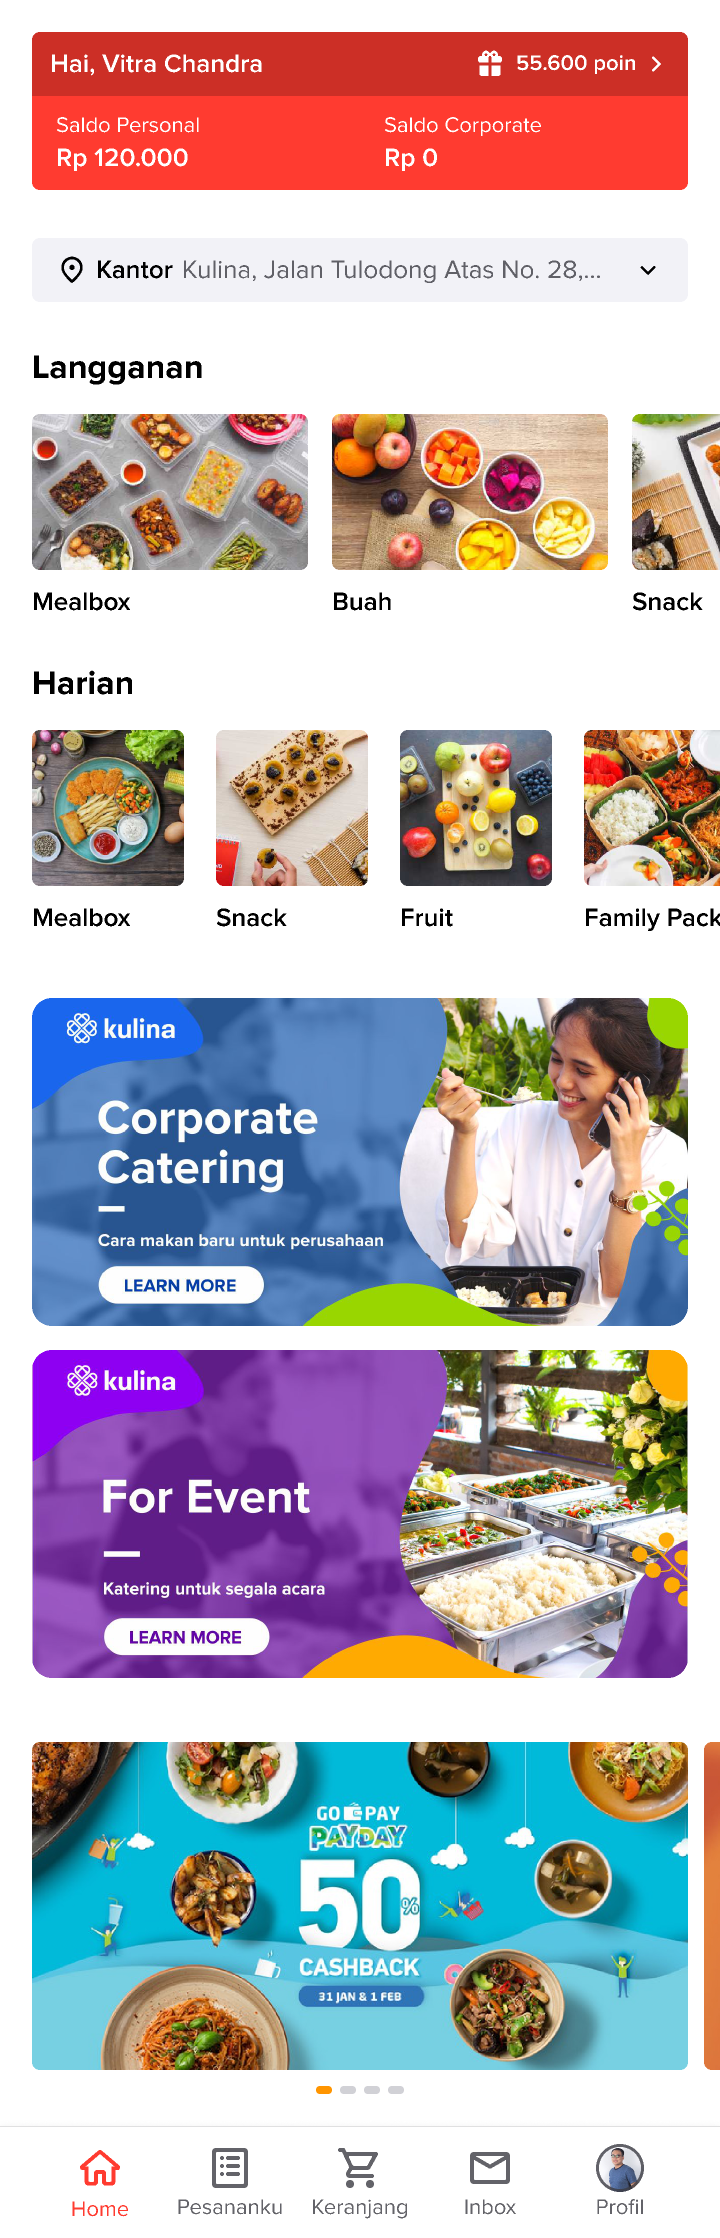 Hai, Vitra Chandra
55.600 poin
Saldo Personal
Saldo Corporate
Rp 120.000
Rp 0
Kantor Kulina, Jalan Tulodong Atas No. 28,...
Langganan
Mealbox
Buah
Snack
Harian
Mealbox
Snack
Fruit
Family Pack
kulina
Corporate
Catering
Cara makan baru untuk perusahaan
LEARN MORE
kulina
For Event
Katering untuk segala acara
LEARN MORE
GO PAY
PAYDAY
50%
CASHBACK
31 JAN & 1 FEB
Home
Pesananku
Keranjang
Inbox
Profil